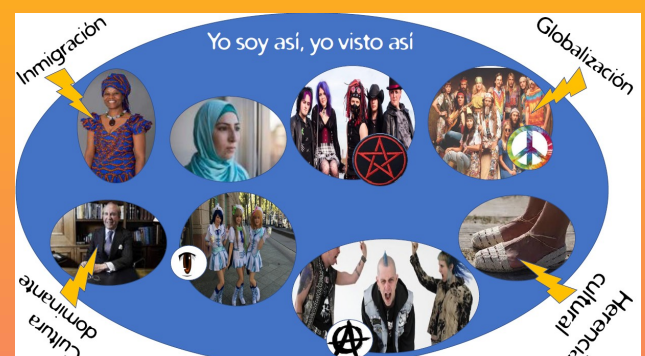 Yo soy así, yo visto así
Inmigración
Globalización
Cultura
dominante
Herencia
cultural